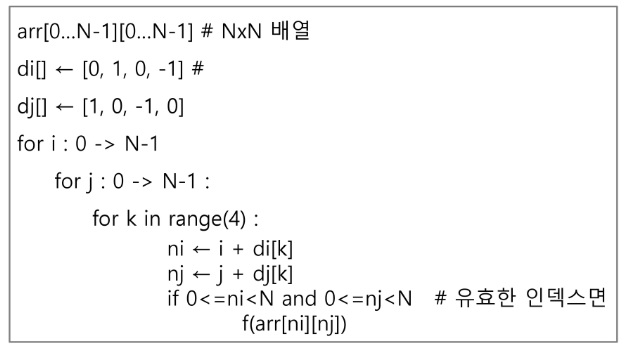 arr[0...N-1][0...N-1] # NxN 배열
di[] ← [0, 1, 0, -1] #
dj[] ← [1, 0, -1, 0]
for i : 0 -> N-1
for j : 0 -> N-1 :
for k in range(4) :
ni ← i + di[k]
nj ← j + dj[k]
if 0<=ni<N and 0<=nj<N # 유효한 인덱스면
f(arr[ni][nj])